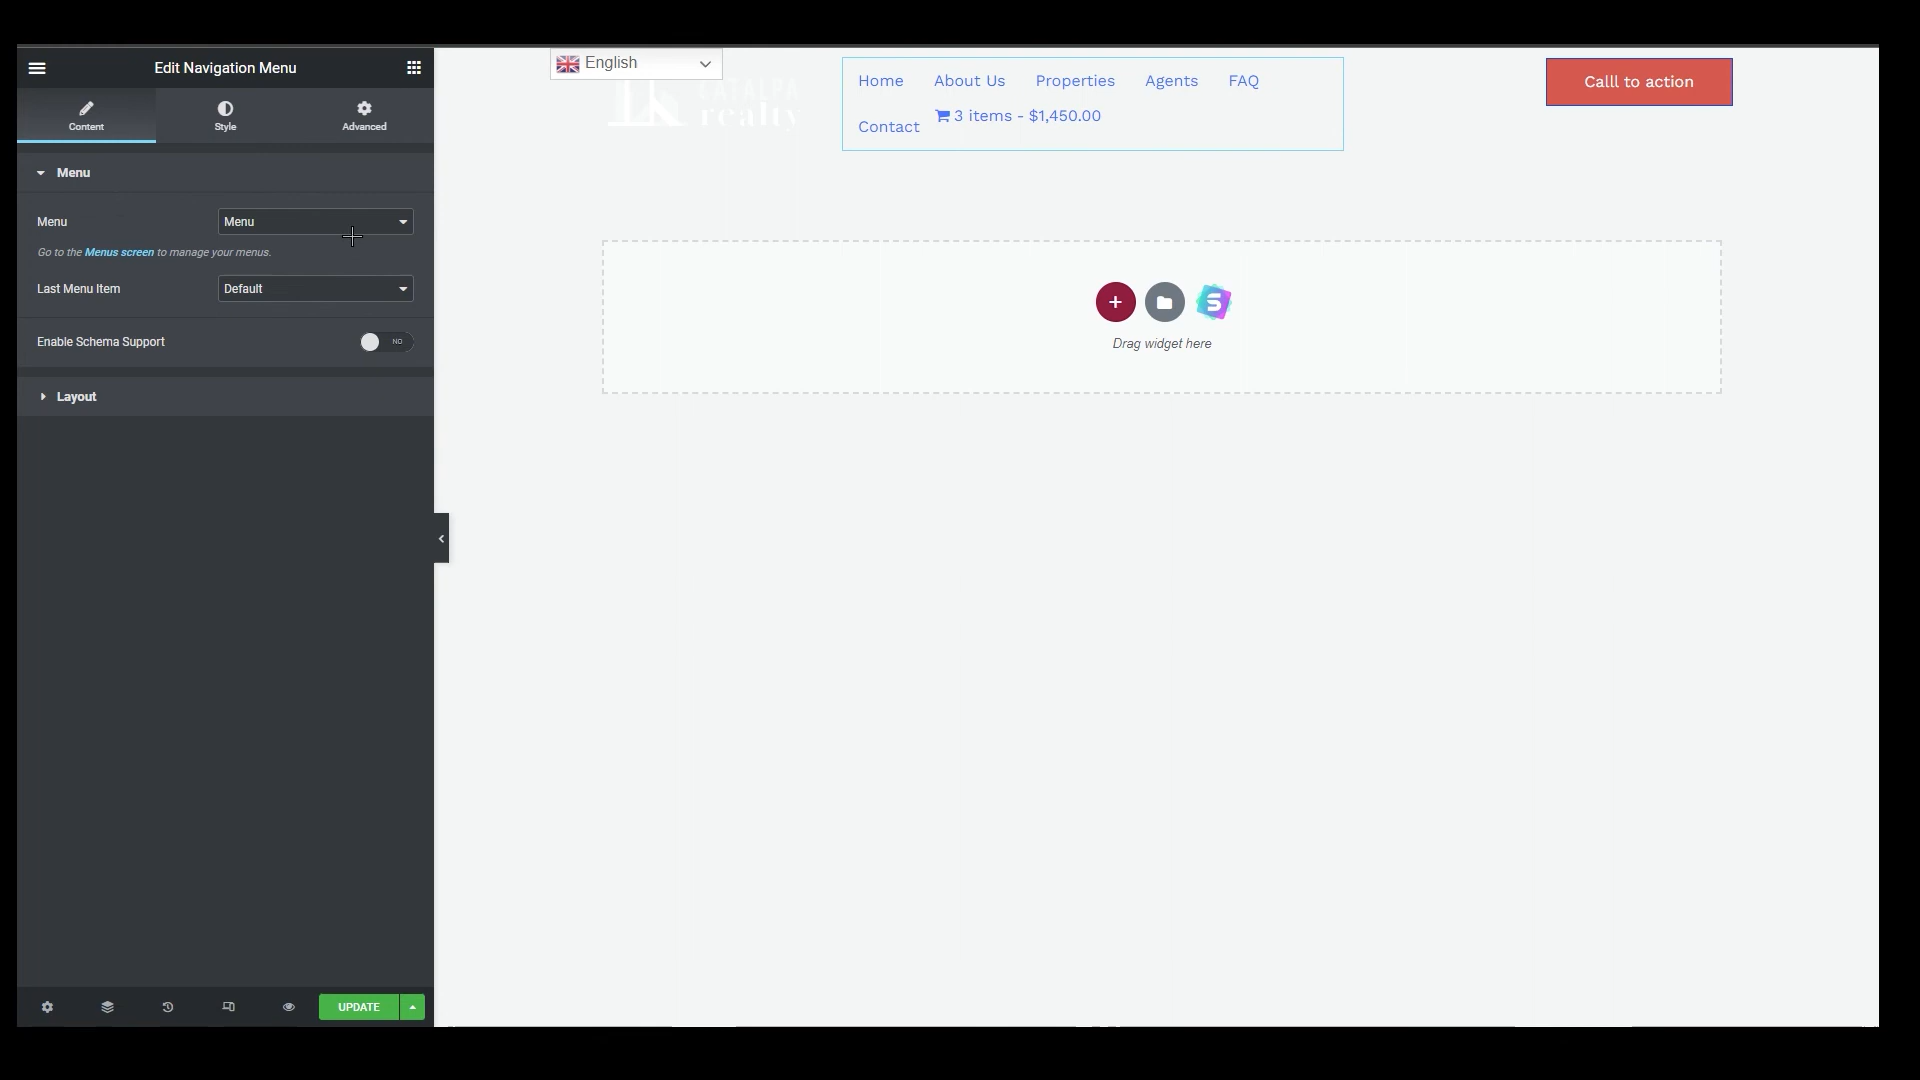 Edit Navigation Menu
Content
Style
Advanced
Menu
Menu
Menu
Go to the Menus screen to manage your menus.
Last Menu Item
Default
Enable Schema Support
NO
Layout
UPDATE
English
CATALPA
realty
Home
About Us
Properties
Agents
FAQ
Contact
3 items - $1,450.00
Calll to action
Drag widget here